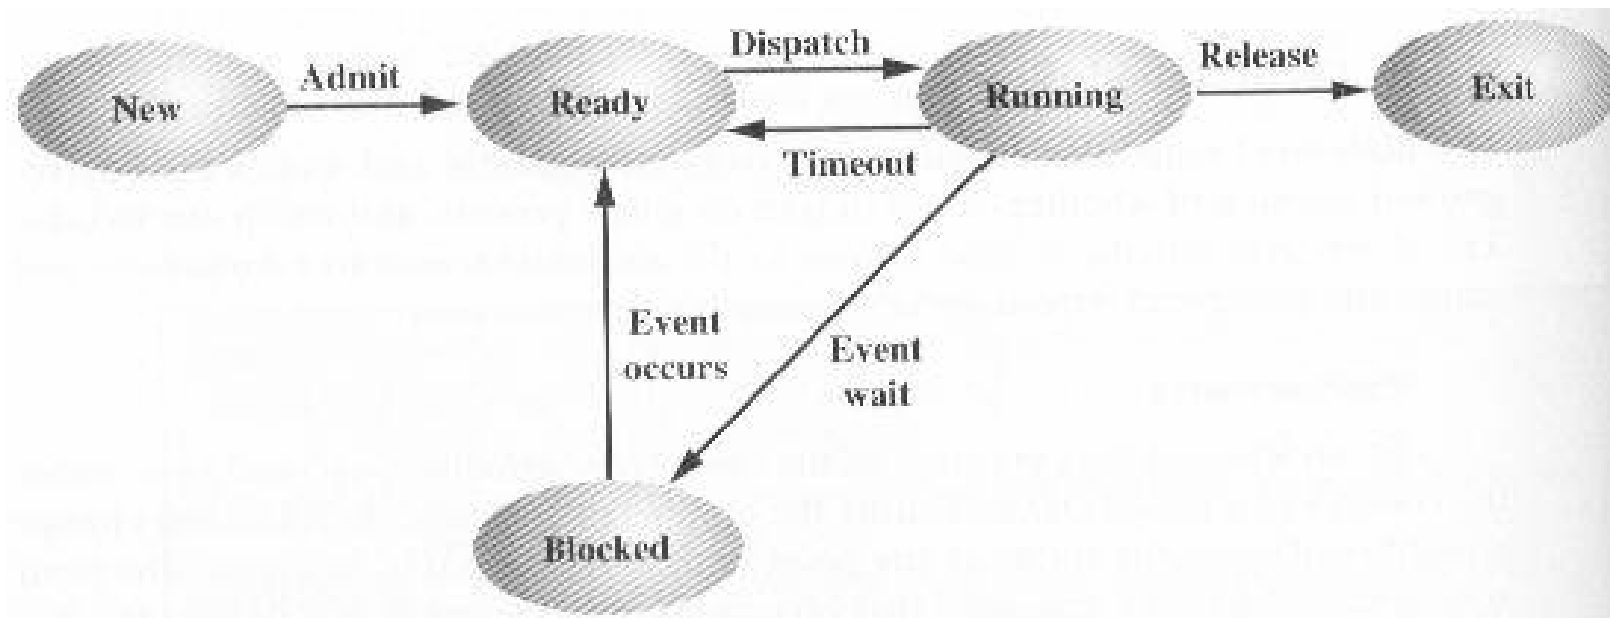 New
Admit
Ready
Dispatch
Timeout
Running
Release
Exit
Event
occurs
Event
wait
Blocked